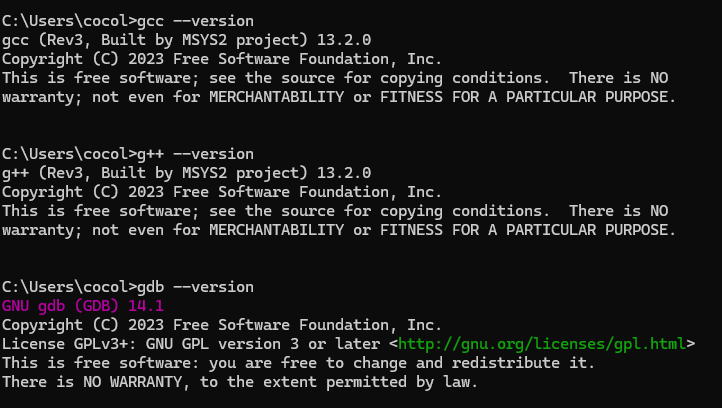 C:\Users\cocol>gcc --version
gcc (Rev3, Built by MSYS2 project) 13.2.0
Copyright (C) 2023 Free Software Foundation, Inc.
This is free software; see the source for copying conditions.  There is NO
warranty; not even for MERCHANTABILITY or FITNESS FOR A PARTICULAR PURPOSE.
C:\Users\cocol>g++ --version
g++ (Rev3, Built by MSYS2 project) 13.2.0
Copyright (C) 2023 Free Software Foundation, Inc.
This is free software; see the source for copying conditions.  There is NO
warranty; not even for MERCHANTABILITY or FITNESS FOR A PARTICULAR PURPOSE.
C:\Users\cocol>gdb --version
GNU gdb (GDB) 14.1
Copyright (C) 2023 Free Software Foundation, Inc.
License GPLv3+: GNU GPL version 3 or later <http://gnu.org/licenses/gpl.html>
This is free software: you are free to change and redistribute it.
There is NO WARRANTY, to the extent permitted by law.